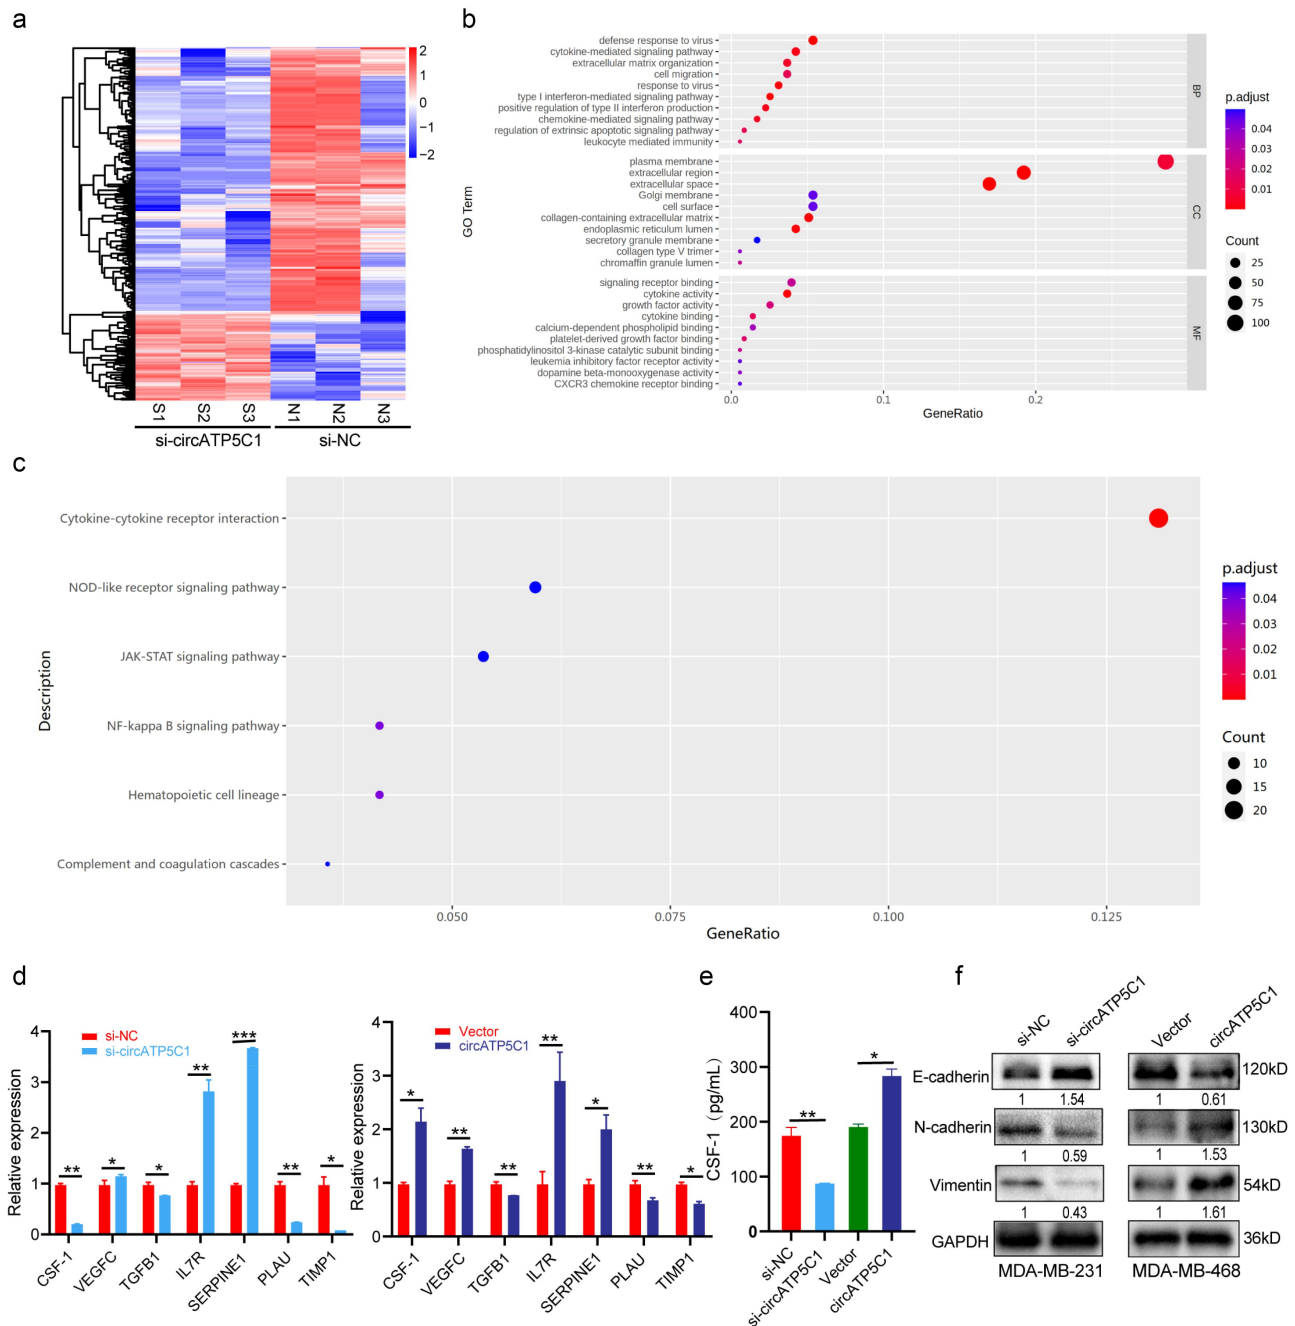 a
2
1
0
−1
−2
S1
S2
S3
N1
N2
N3
si-circATP5C1
si-NC
b
GO Term
defense response to virus
cytokine-mediated signaling pathway
extracellular matrix organization
cell migration
response to virus
type I interferon-mediated signaling pathway
positive regulation of type II interferon production
chemokine-mediated signaling pathway
regulation of extrinsic apoptotic signaling pathway
leukocyte mediated immunity
BP
plasma membrane
extracellular region
extracellular space
Golgi membrane
cell surface
collagen-containing extracellular matrix
endoplasmic reticulum lumen
secretory granule membrane
collagen type V trimer
chromaffin granule lumen
CC
signaling receptor binding
cytokine activity
growth factor activity
cytokine binding
calcium-dependent phospholipid binding
platelet-derived growth factor binding
phosphatidylinositol 3-kinase catalytic subunit binding
leukemia inhibitory factor receptor activity
dopamine beta-monooxygenase activity
CXCR3 chemokine receptor binding
MF
0.0
0.1
0.2
GeneRatio
p.adjust
0.04
0.03
0.02
0.01
Count
25
50
75
100
c
Description
Cytokine-cytokine receptor interaction
NOD-like receptor signaling pathway
JAK-STAT signaling pathway
NF-kappa B signaling pathway
Hematopoietic cell lineage
Complement and coagulation cascades
0.050
0.075
0.100
0.125
GeneRatio
p.adjust
0.04
0.03
0.02
0.01
Count
10
15
20
d
Relative expression
4
3
2
1
0
si-NC
si-circATP5C1
**
*
*
**
***
**
*
CSF-1
VEGFC
TGFB1
IL7R
SERPINE1
PLAU
TIMP1
Relative expression
4
3
2
1
0
Vector
circATP5C1
*
**
**
**
*
**
*
CSF-1
VEGFC
TGFB1
IL7R
SERPINE1
PLAU
TIMP1
e
CSF-1 (pg/mL)
400
300
200
100
0
**
*
si-NC
si-circATP5C1
Vector
circATP5C1
f
si-NC
si-circATP5C1
Vector
circATP5C1
E-cadherin
120kD
1 1.54 1 0.61
N-cadherin
130kD
1 0.59 1 1.53
Vimentin
54kD
1 0.43 1 1.61
GAPDH
36kD
MDA-MB-231
MDA-MB-468